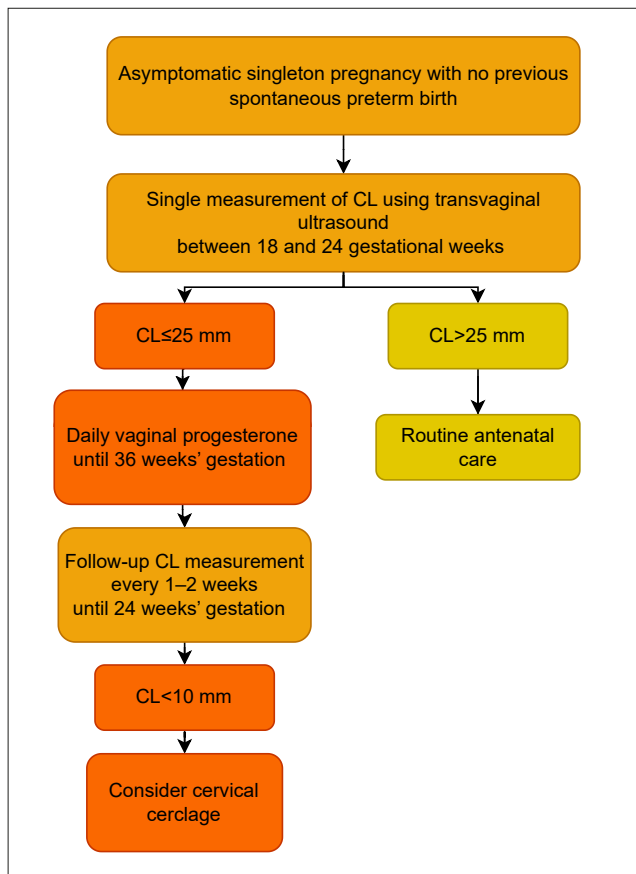 Asymptomatic singleton pregnancy with no previous
spontaneous preterm birth
Single measurement of CL using transvaginal
ultrasound
between 18 and 24 gestational weeks
CL≤25 mm
CL>25 mm
Daily vaginal progesterone
until 36 weeks’ gestation
Routine antenatal
care
Follow-up CL measurement
every 1–2 weeks
until 24 weeks’ gestation
CL<10 mm
Consider cervical
cerclage